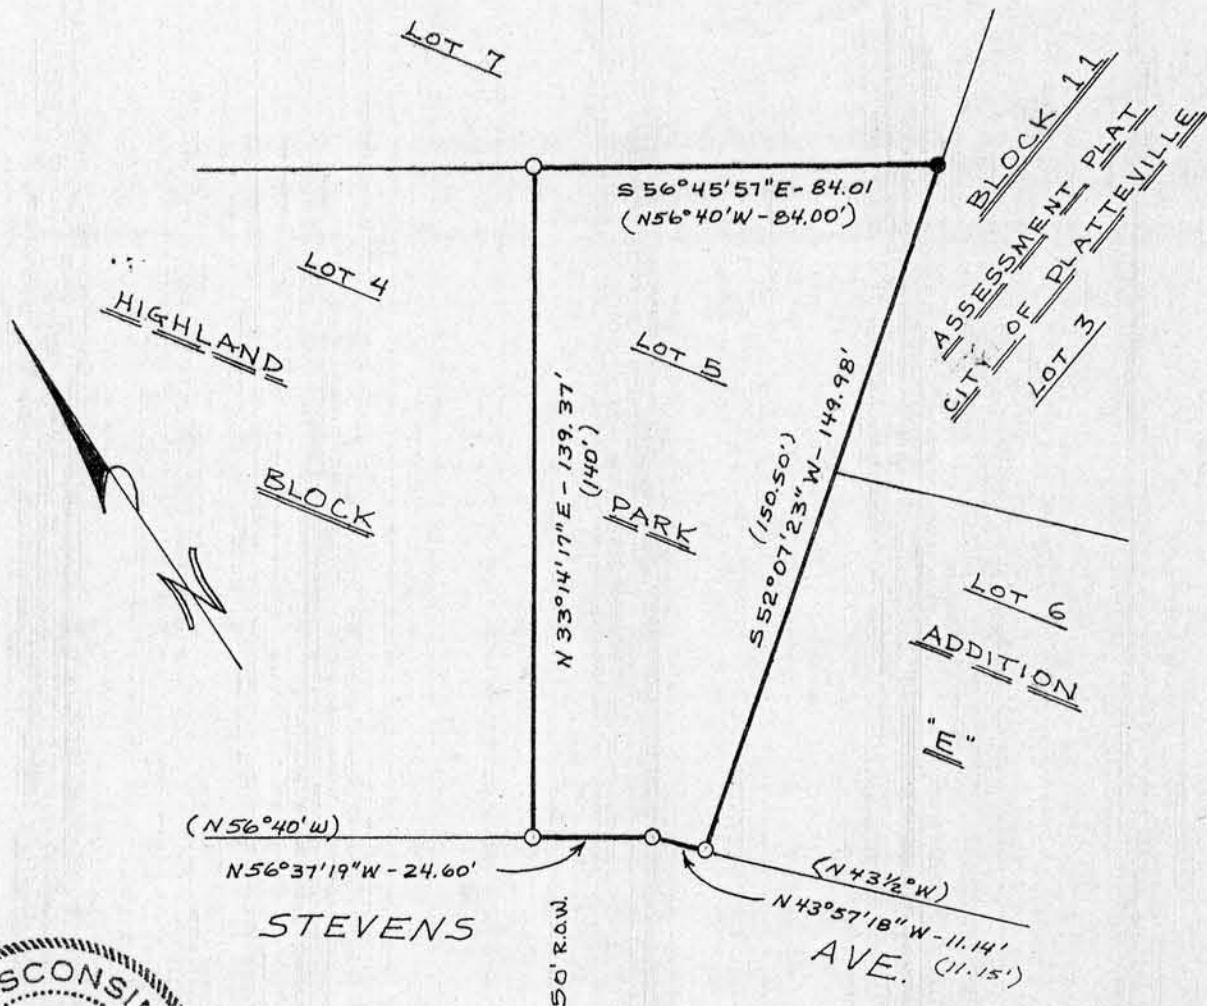 LOT 7
BLOCK 11
ASSESSMENT PLAT
CITY OF PLATTEVILLE
LOT 3
S 56°45'57"E - 84.01
(N56°40'W - 84.00')
LOT 4
HIGHLAND
LOT 5
N 33°14'17"E - 139.37'
(140')
(150.50')
S 52°07'23"W - 149.98'
BLOCK
PARK
LOT 6
ADDITION
"E"
N
(N56°40'W)
N56°37'19"W - 24.60'
(N43½°W)
N43°57'18"W - 11.14'
(11.15')
STEVENS
AVE.
50' R.O.W.
SCONSIN